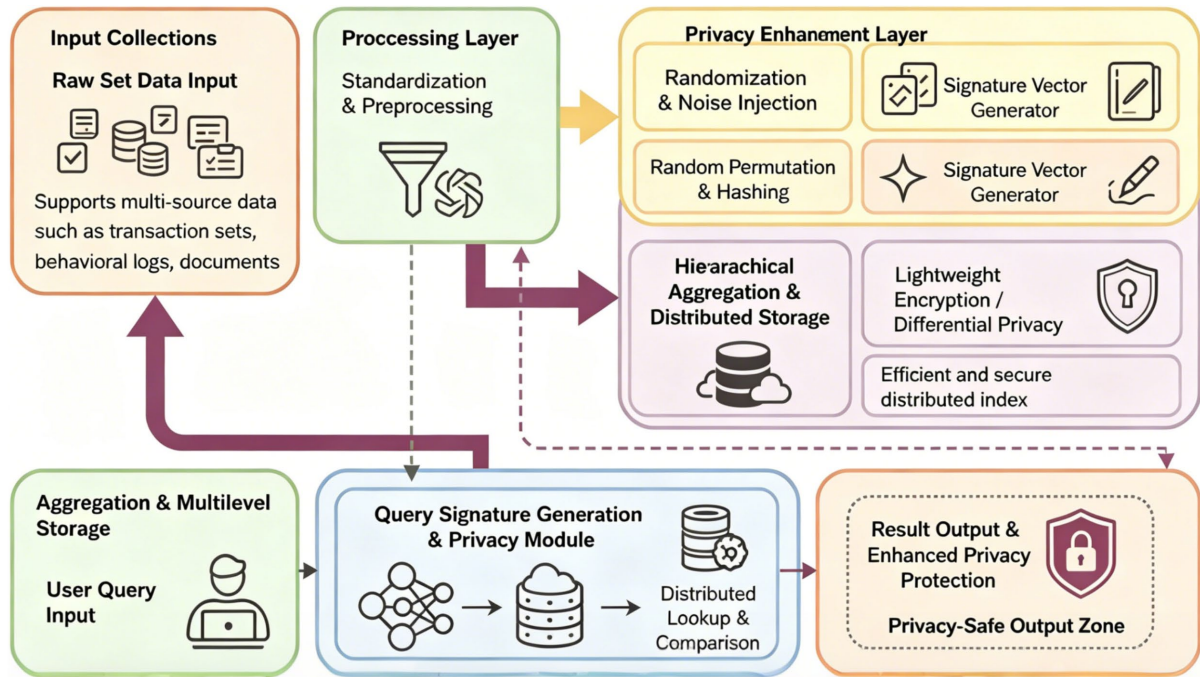 Input Collections
Raw Set Data Input
Supports multi-source data
such as transaction sets,
behavioral logs, documents
Proccessing Layer
Standardization
& Preprocessing
Privacy Enhancement Layer
Randomization
& Noise Injection
Signature Vector
Generator
Random Permutation
& Hashing
Signature Vector
Generator
Hierarchical
Aggregation &
Distributed Storage
Lightweight
Encryption /
Differential Privacy
Efficient and secure
distributed index
Aggregation & Multilevel
Storage
User Query
Input
Query Signature Generation
& Privacy Module
Distributed
Lookup &
Comparison
Result Output &
Enhanced Privacy
Protection
Privacy-Safe Output Zone